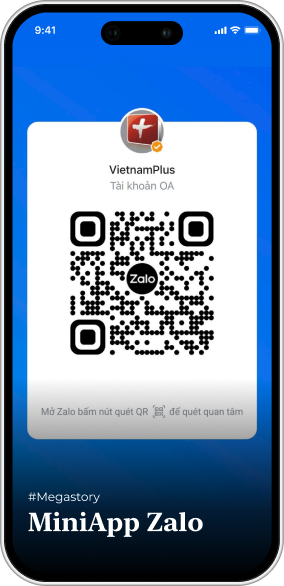 9:41
VietnamPlus
Tài khoản OA
Zalo
Mở Zalo bấm nút quét QR để quét quan tâm
#Megastory
MiniApp Zalo